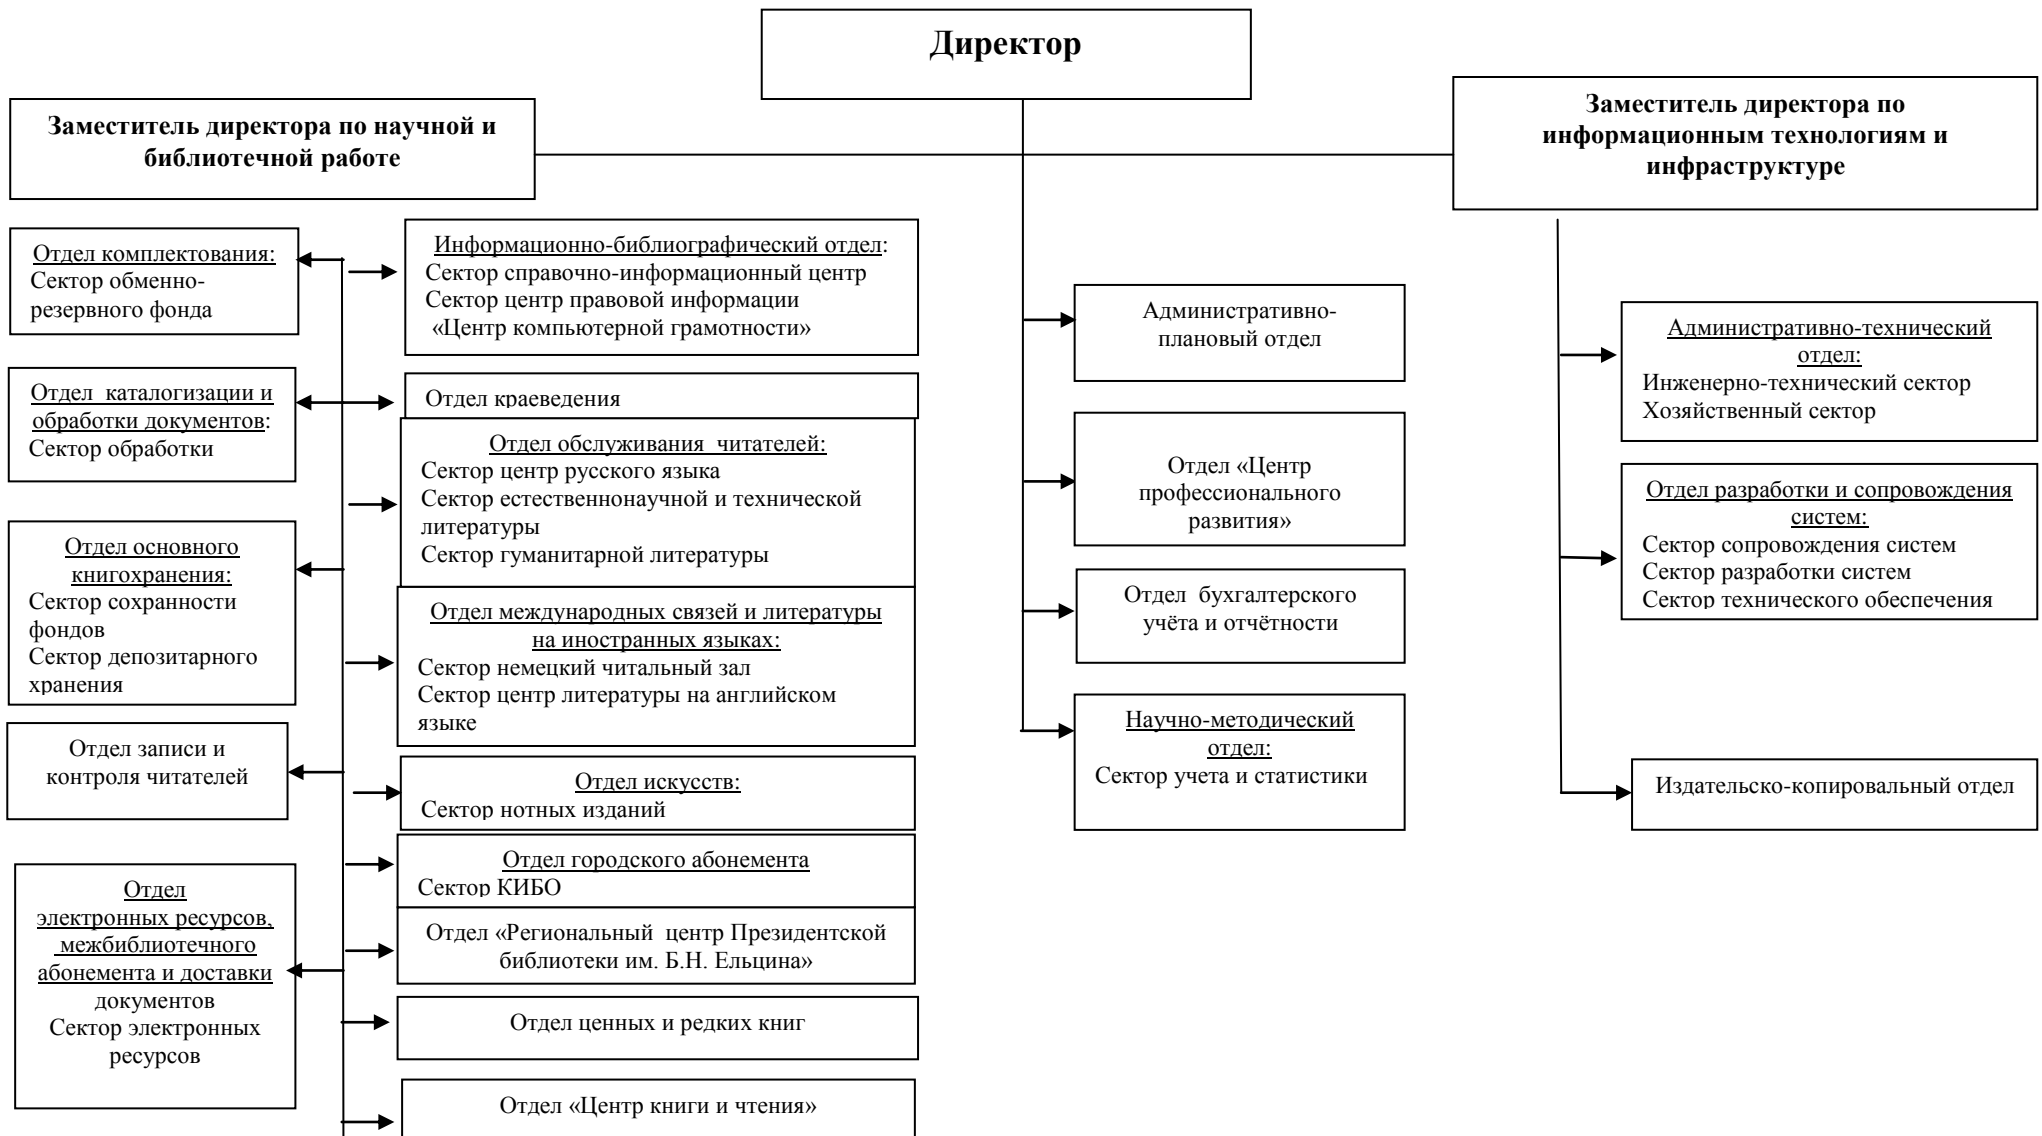 Директор
Заместитель директора по научной и
библиотечной работе
Заместитель директора по
информационным технологиям и
инфраструктуре
Отдел комплектования:
Сектор обменно-
резервного фонда
Отдел каталогизации и
обработки документов:
Сектор обработки
Отдел основного
книгохранения:
Сектор сохранности
фондов
Сектор депозитарного
хранения
Отдел записи и
контроля читателей
Отдел
электронных ресурсов,
межбиблиотечного
абонемента и доставки
документов
Сектор электронных
ресурсов
Информационно-библиографический отдел:
Сектор справочно-информационный центр
Сектор центр правовой информации
«Центр компьютерной грамотности»
Отдел краеведения
Отдел обслуживания читателей:
Сектор центр русского языка
Сектор естественнонаучной и технической
литературы
Сектор гуманитарной литературы
Отдел международных связей и литературы
на иностранных языках:
Сектор немецкий читальный зал
Сектор центр литературы на английском
языке
Отдел искусств:
Сектор нотных изданий
Отдел городского абонемента
Сектор КИБО
Отдел «Региональный центр Президентской
библиотеки им. Б.Н. Ельцина»
Отдел ценных и редких книг
Отдел «Центр книги и чтения»
Административно-
плановый отдел
Отдел «Центр
профессионального
развития»
Отдел бухгалтерского
учёта и отчётности
Научно-методический
отдел:
Сектор учета и статистики
Административно-технический
отдел:
Инженерно-технический сектор
Хозяйственный сектор
Отдел разработки и сопровождения
систем:
Сектор сопровождения систем
Сектор разработки систем
Сектор технического обеспечения
Издательско-копировальный отдел